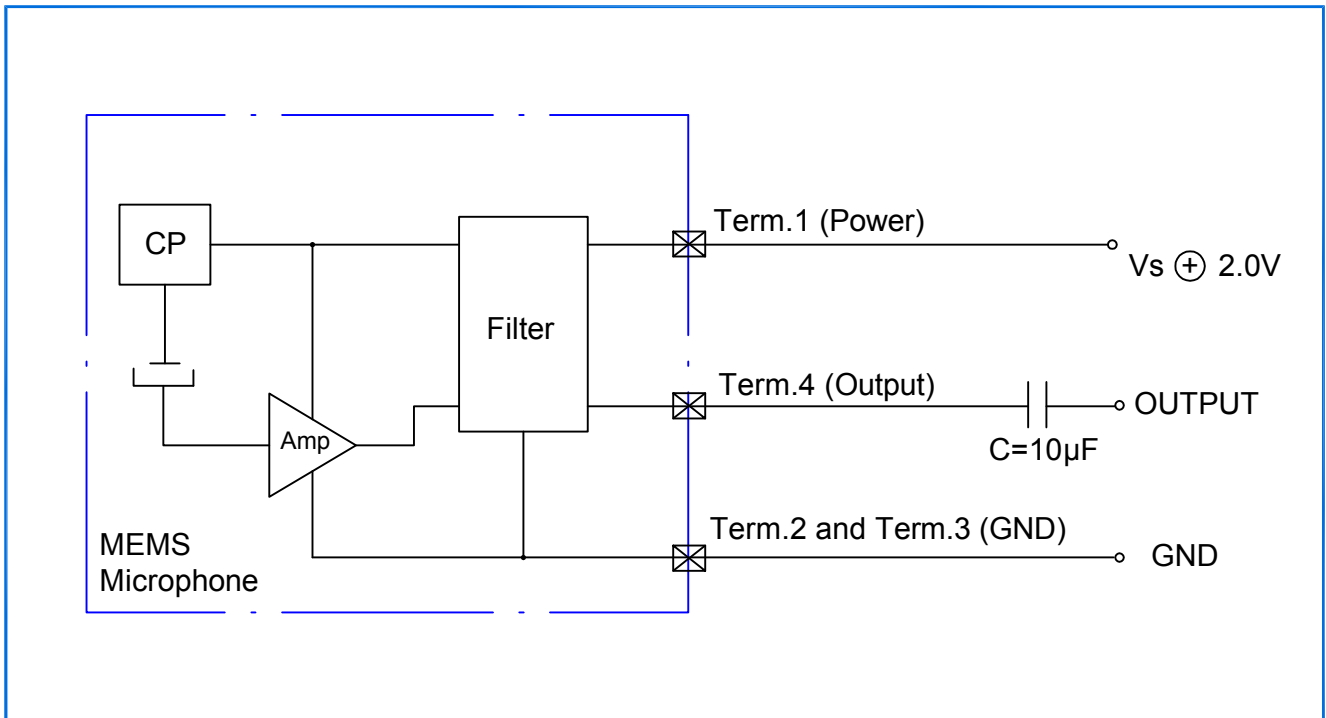 Term.1 (Power)
CP
Vs ⊕ 2.0V
Filter
Term.4 (Output)
OUTPUT
Amp
C=10µF
Term.2 and Term.3 (GND)
GND
MEMS
Microphone